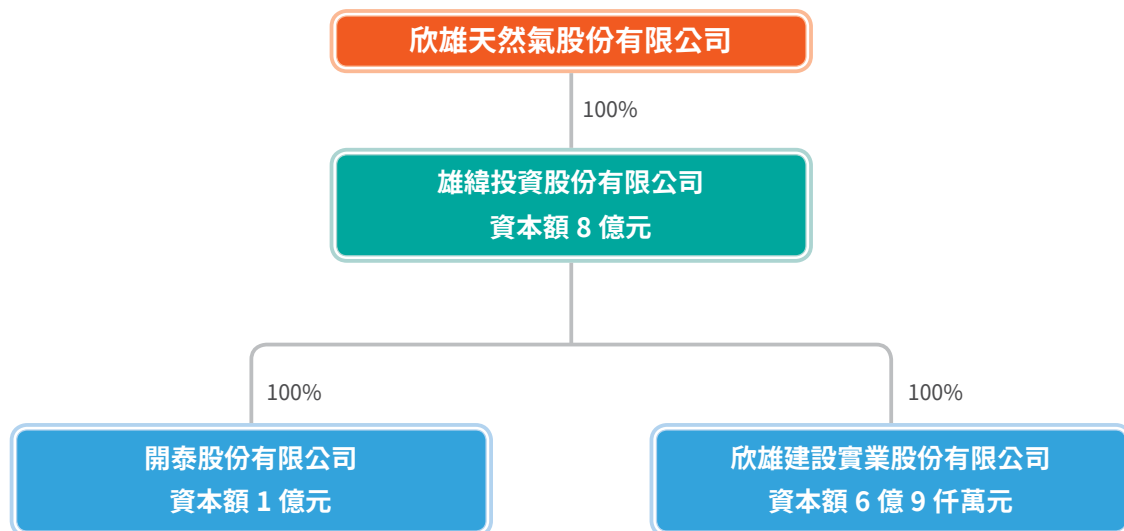 欣雄天然氣股份有限公司
100%
雄緯投資股份有限公司
資本額 8 億元
100%
100%
開泰股份有限公司
資本額 1 億元
欣雄建設實業股份有限公司
資本額 6 億 9 仟萬元